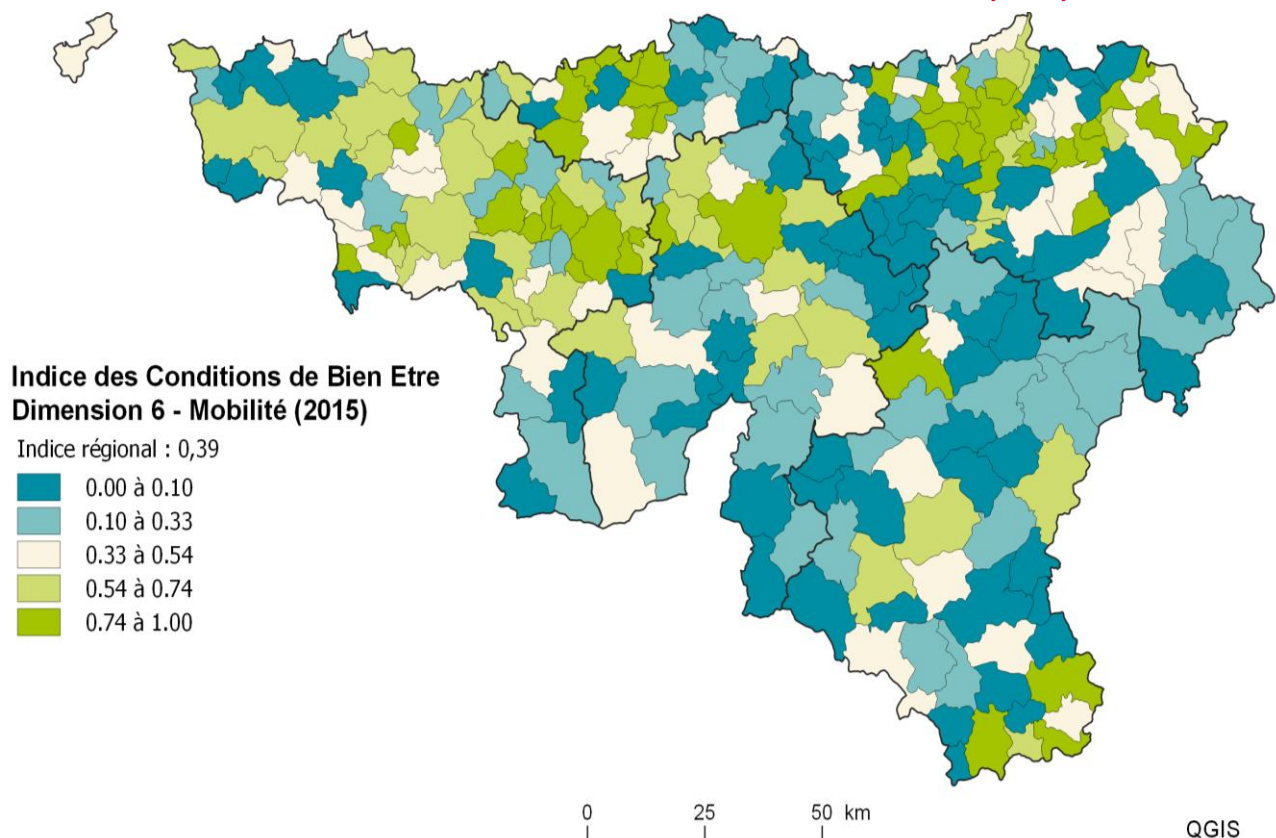 Indice des Conditions de Bien Etre
Dimension 6 - Mobilité (2015)
Indice régional : 0,39
0.00 à 0.10
0.10 à 0.33
0.33 à 0.54
0.54 à 0.74
0.74 à 1.00
0 25 50 km
QGIS